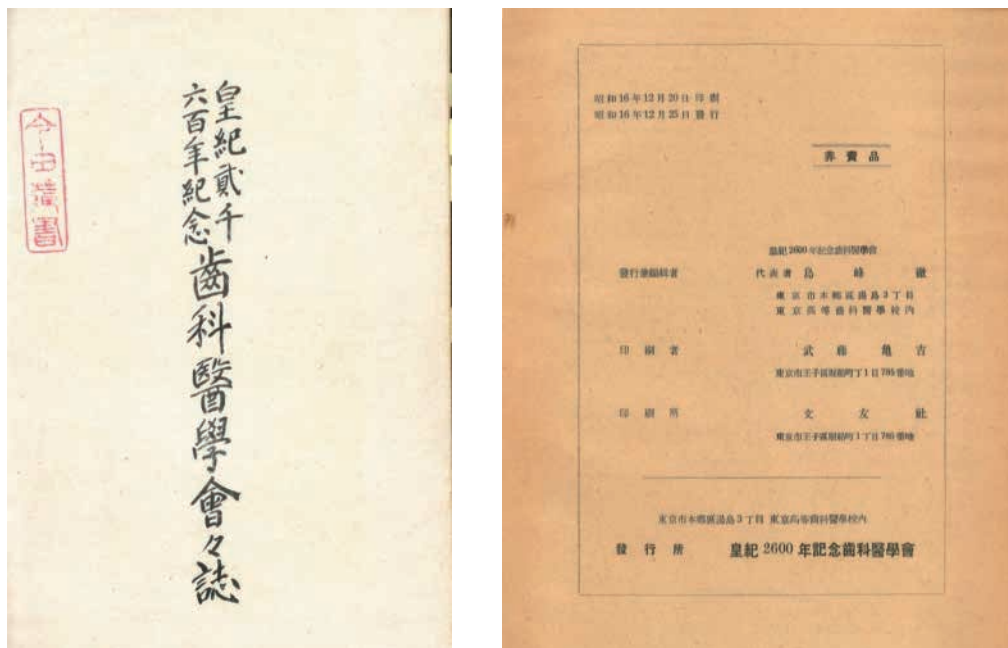 皇紀貳千
六百年紀念
齒科醫學會々誌
今田藏書
昭和16年12月20日 印刷
昭和16年12月25日 發行
非賣品
皇紀2600年記念齒科醫學會
發行兼編輯者 代表者 島峰徹
東京市本郷區湯島3丁目
東京高等齒科醫學校內
印刷者 武藤亀吉
東京市王子區堀船町1丁目785番地
印刷所 文友社
東京市王子區堀船町1丁目785番地
東京市本郷區湯島3丁目 東京高等齒科醫學校內
發行所 皇紀2600年記念齒科醫學會